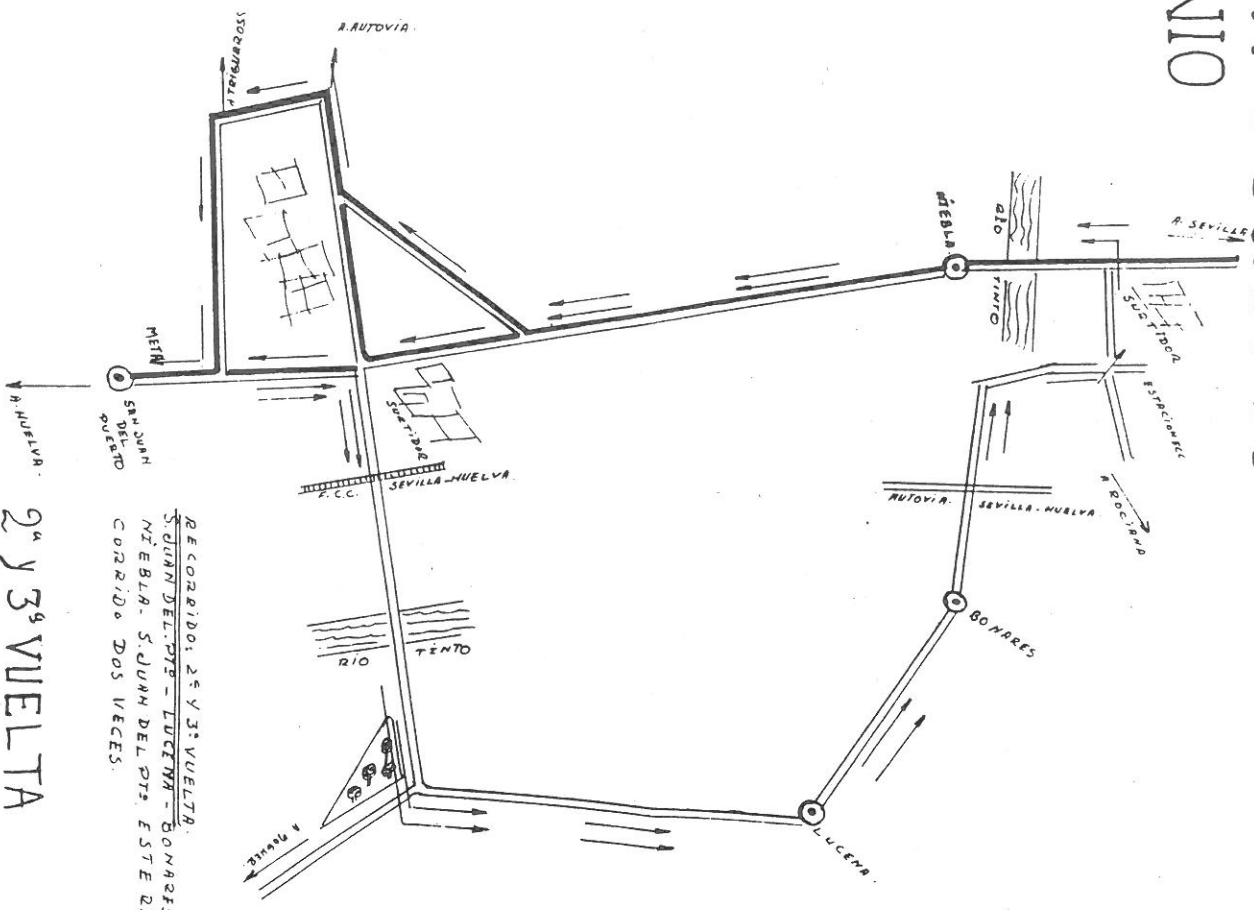 NIO
A. AUTOVIA.
A TRIGUEROS
A. SEVILLA
NIEBLA
RIO TINTO
SURTIDOR
ESTACION F.C.
A ROCIANA
META
SAN JUAN
DEL
PUERTO
A. HUELVA.
SURTIDOR
F.C.C. SEVILLA-HUELVA.
AUTOVIA. SEVILLA-HUELVA.
BONARES
RIO TINTO
LUCENA.
A MOGUER
RECORRIDO: 2ª Y 3ª VUELTA.
S. JUAN DEL PTº - LUCENA - BONARES
NIEBLA - S. JUAN DEL PTº ESTE R
CORRIDO DOS VECES.
2ª y 3ª VUELTA